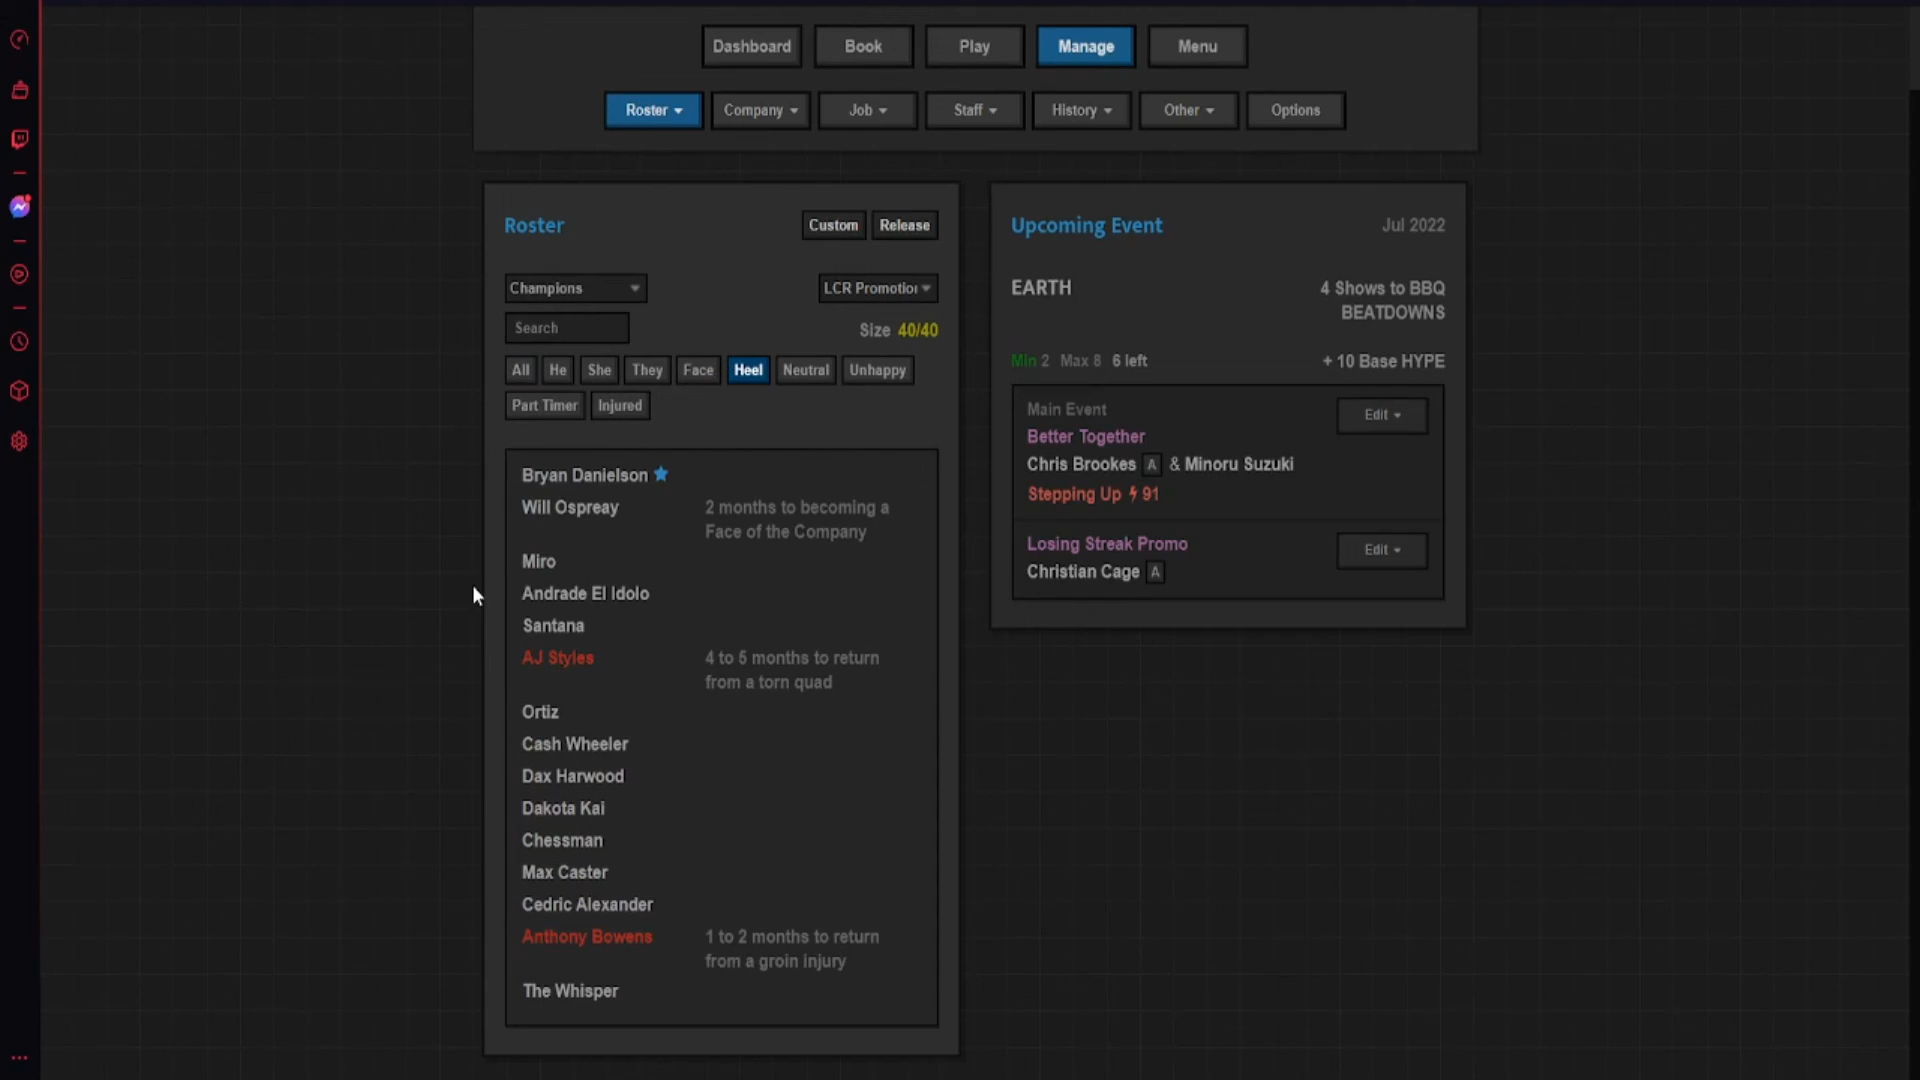 Dashboard Book Play Manage Menu
Roster Company Job Staff History Other Options
Roster Custom Release
Champions LCR Promotion
Search Size 40/40
All He She They Face Heel Neutral Unhappy
Part Timer Injured
Bryan Danielson
Will Ospreay 2 months to becoming a
Face of the Company
Miro
Andrade El Idolo
Santana
AJ Styles 4 to 5 months to return
from a torn quad
Ortiz
Cash Wheeler
Dax Harwood
Dakota Kai
Chessman
Max Caster
Cedric Alexander
Anthony Bowens 1 to 2 months to return
from a groin injury
The Whisper
Upcoming Event Jul 2022
EARTH 4 Shows to BBQ
BEATDOWNS
Min 2 Max 8 6 left + 10 Base HYPE
Main Event Edit
Better Together
Chris Brookes A & Minoru Suzuki
Stepping Up 91
Losing Streak Promo Edit
Christian Cage A